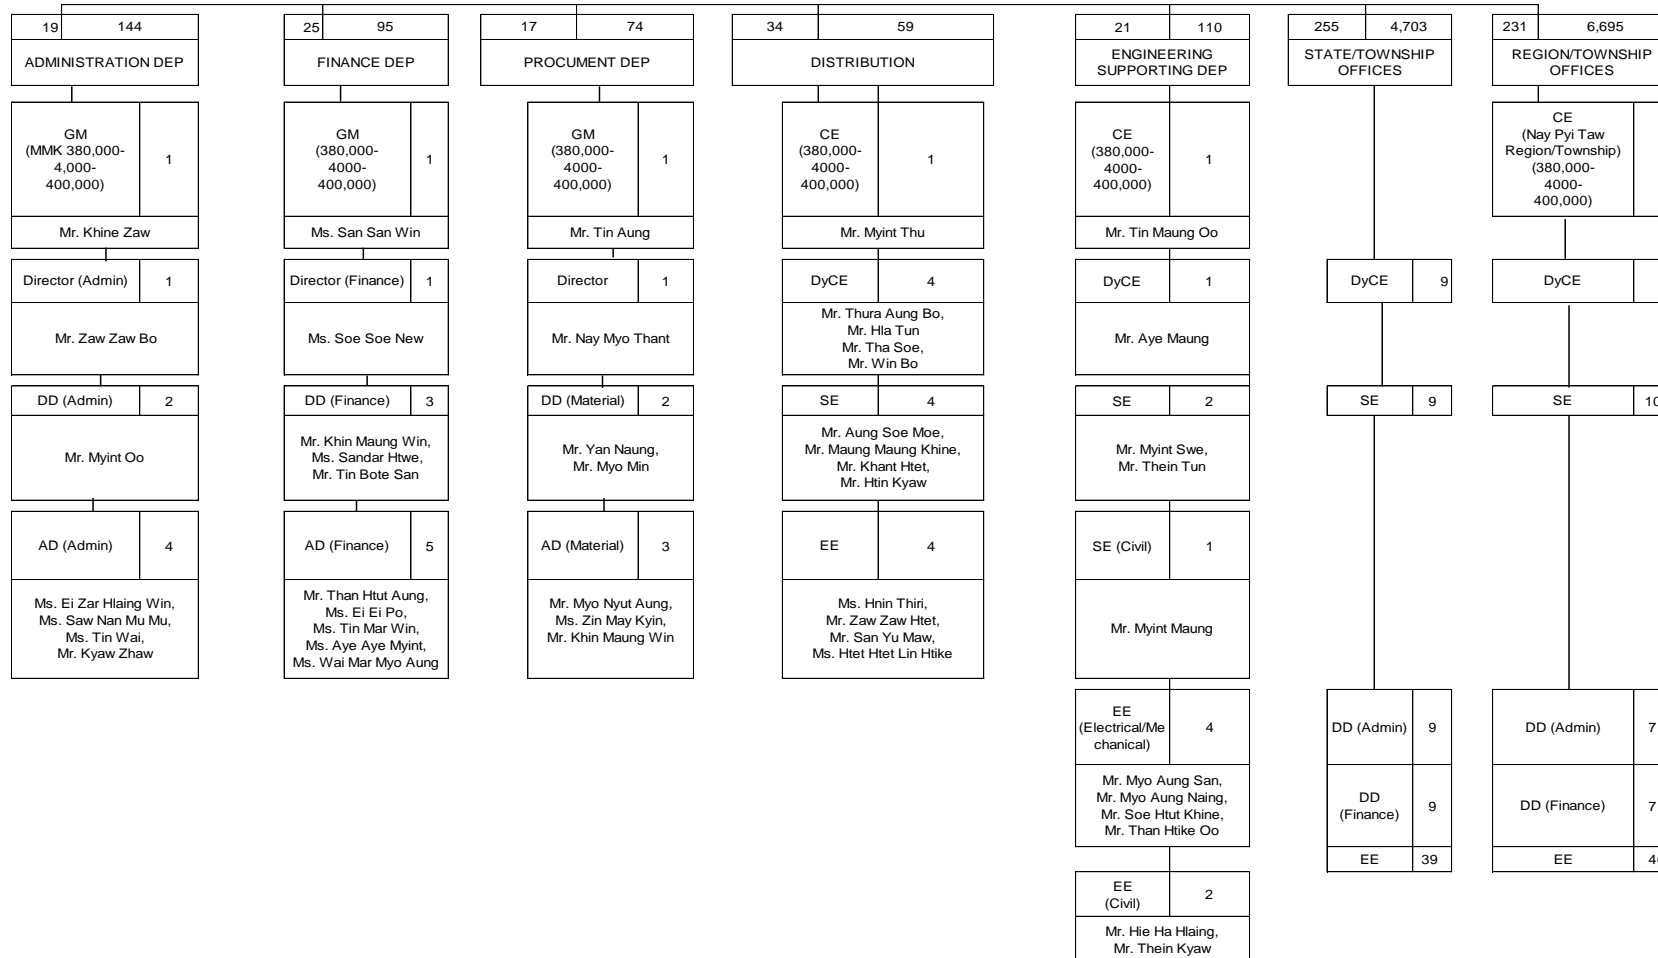 19 144
ADMINISTRATION DEP
GM
(MMK 380,000-
4,000-
400,000)
1
Mr. Khine Zaw
Director (Admin) 1
Mr. Zaw Zaw Bo
DD (Admin) 2
Mr. Myint Oo
AD (Admin) 4
Ms. Ei Zar Hlaing Win,
Ms. Saw Nan Mu Mu,
Ms. Tin Wai,
Mr. Kyaw Zhaw
25 95
FINANCE DEP
GM
(380,000-
4000-
400,000)
1
Ms. San San Win
Director (Finance) 1
Ms. Soe Soe New
DD (Finance) 3
Mr. Khin Maung Win,
Ms. Sandar Htwe,
Mr. Tin Bote San
AD (Finance) 5
Mr. Than Htut Aung,
Ms. Ei Ei Po,
Ms. Tin Mar Win,
Ms. Aye Aye Myint,
Ms. Wai Mar Myo Aung
17 74
PROCUMENT DEP
GM
(380,000-
4000-
400,000)
1
Mr. Tin Aung
Director 1
Mr. Nay Myo Thant
DD (Material) 2
Mr. Yan Naung,
Mr. Myo Min
AD (Material) 3
Mr. Myo Nyut Aung,
Ms. Zin May Kyin,
Mr. Khin Maung Win
34 59
DISTRIBUTION
CE
(380,000-
4000-
400,000)
1
Mr. Myint Thu
DyCE 4
Mr. Thura Aung Bo,
Mr. Hla Tun
Mr. Tha Soe,
Mr. Win Bo
SE 4
Mr. Aung Soe Moe,
Mr. Maung Maung Khine,
Mr. Khant Htet,
Mr. Htin Kyaw
EE 4
Ms. Hnin Thiri,
Mr. Zaw Zaw Htet,
Mr. San Yu Maw,
Ms. Htet Htet Lin Htike
21 110
ENGINEERING
SUPPORTING DEP
CE
(380,000-
4000-
400,000)
1
Mr. Tin Maung Oo
DyCE 1
Mr. Aye Maung
SE 2
Mr. Myint Swe,
Mr. Thein Tun
SE (Civil) 1
Mr. Myint Maung
EE
(Electrical/Me
chanical)
4
Mr. Myo Aung San,
Mr. Myo Aung Naing,
Mr. Soe Htut Khine,
Mr. Than Htike Oo
EE
(Civil)
2
Mr. Hie Ha Hlaing,
Mr. Thein Kyaw
255 4,703
STATE/TOWNSHIP
OFFICES
DyCE 9
SE 9
DD (Admin) 9
DD
(Finance)
9
EE 39
231 6,695
REGION/TOWNSHIP
OFFICES
CE
(Nay Pyi Taw
Region/Township)
(380,000-
4000-
400,000)
DyCE
SE 10
DD (Admin) 7
DD (Finance) 7
EE